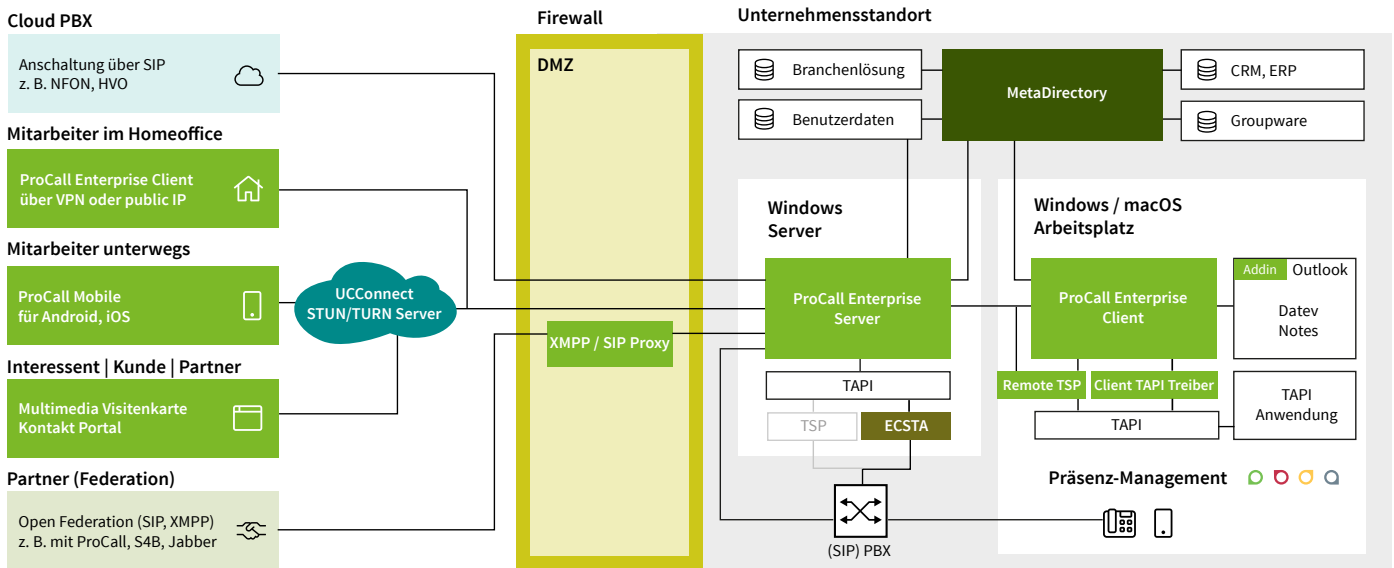 Cloud PBX
Anschaltung über SIP
z. B. NFON, HVO
Mitarbeiter im Homeoffice
ProCall Enterprise Client
über VPN oder public IP
Mitarbeiter unterwegs
ProCall Mobile
für Android, iOS
Interessent | Kunde | Partner
Multimedia Visitenkarte
Kontakt Portal
Partner (Federation)
Open Federation (SIP, XMPP)
z. B. mit ProCall, S4B, Jabber
UCConnect
STUN/TURN Server
Firewall
DMZ
XMPP / SIP Proxy
Unternehmensstandort
Branchenlösung
Benutzerdaten
MetaDirectory
CRM, ERP
Groupware
Windows
Server
ProCall Enterprise
Server
TAPI
TSP
ECSTA
(SIP) PBX
Windows / macOS
Arbeitsplatz
ProCall Enterprise
Client
Addin
Outlook
Datev
Notes
Remote TSP
Client TAPI Treiber
TAPI
TAPI
Anwendung
Präsenz-Management